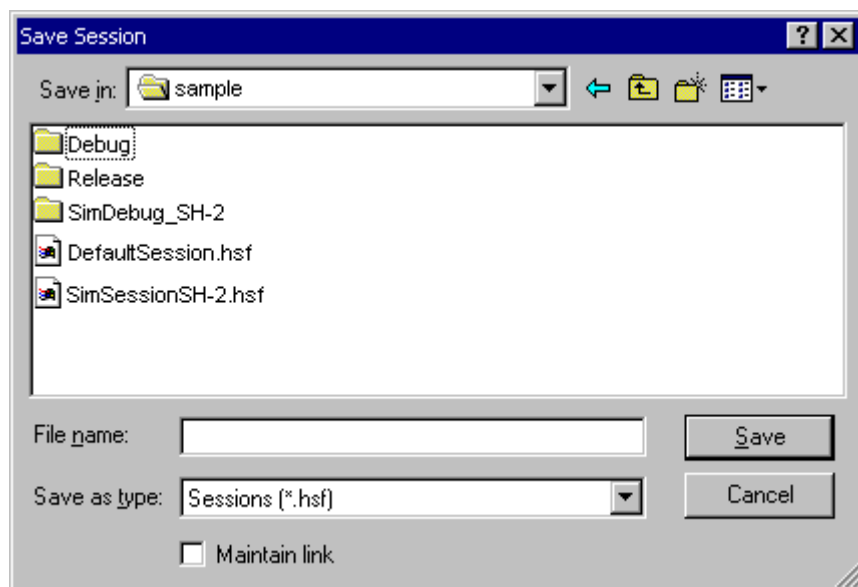 Save Session
Save in: sample
Debug
Release
SimDebug_SH-2
DefaultSession.hsf
SimSessionSH-2.hsf
File name:
Save
Save as type: Sessions (*.hsf)
Cancel
Maintain link